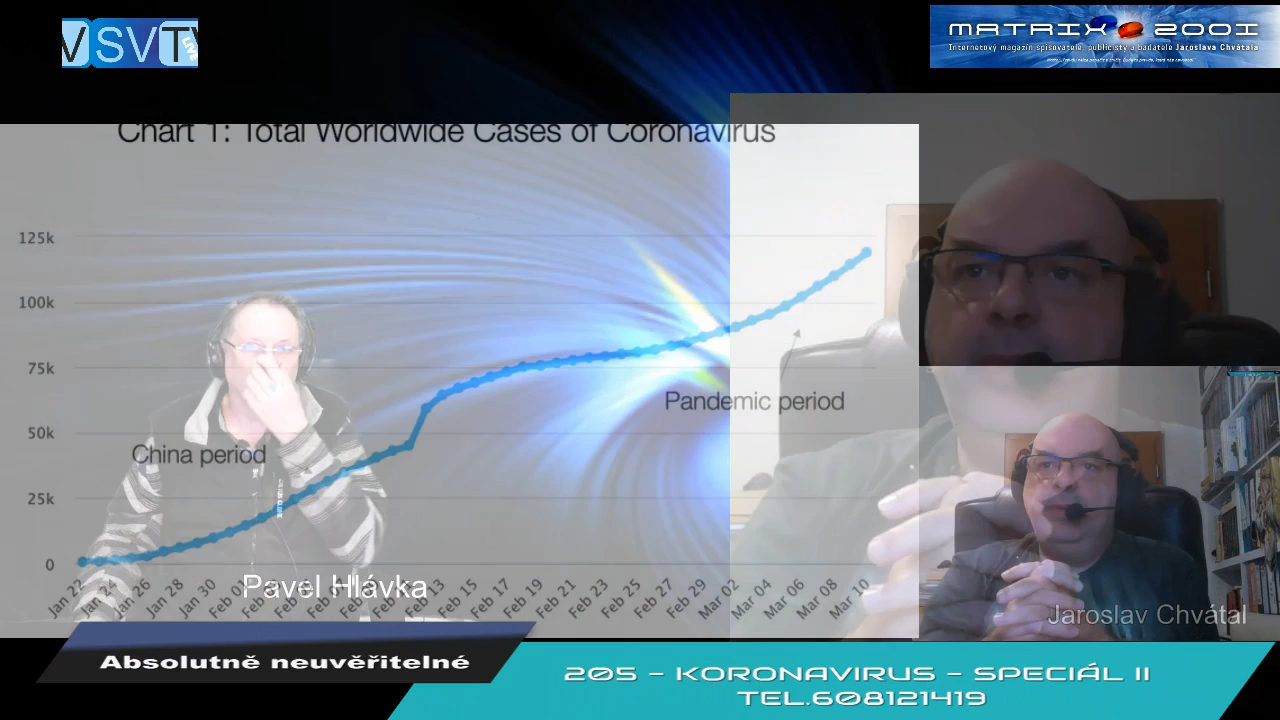 VSVTV
LIVE
MATRIX 2001
Internetový magazín spisovatele, publicisty a badatele Jaroslava Chvátala
Chart 1: Total Worldwide Cases of Coronavirus
125k
100k
75k
50k
25k
0
China period
Pandemic period
Jan 22
Jan 24
Jan 26
Jan 28
Jan 30
Feb 01
Feb 13
Feb 15
Feb 17
Feb 19
Feb 21
Feb 23
Feb 25
Feb 27
Feb 29
Mar 02
Mar 04
Mar 06
Mar 08
Mar 10
Pavel Hlávka
Jaroslav Chvátal
Absolutně neuvěřitelné
205 - KORONAVIRUS - SPECIÁL II
TEL.608121419